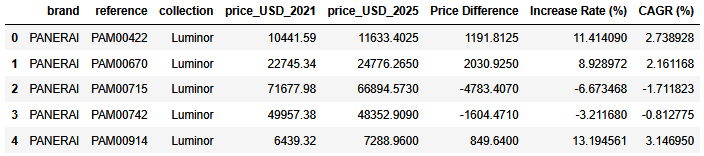 brand reference collection price_USD_2021 price_USD_2025 Price Difference Increase Rate (%) CAGR (%)
0 PANERAI PAM00422 Luminor 10441.59 11633.4025 1191.8125 11.414090 2.738928
1 PANERAI PAM00670 Luminor 22745.34 24776.2650 2030.9250 8.928972 2.161168
2 PANERAI PAM00715 Luminor 71677.98 66894.5730 -4783.4070 -6.673468 -1.711823
3 PANERAI PAM00742 Luminor 49957.38 48352.9090 -1604.4710 -3.211680 -0.812775
4 PANERAI PAM00914 Luminor 6439.32 7288.9600 849.6400 13.194561 3.146950